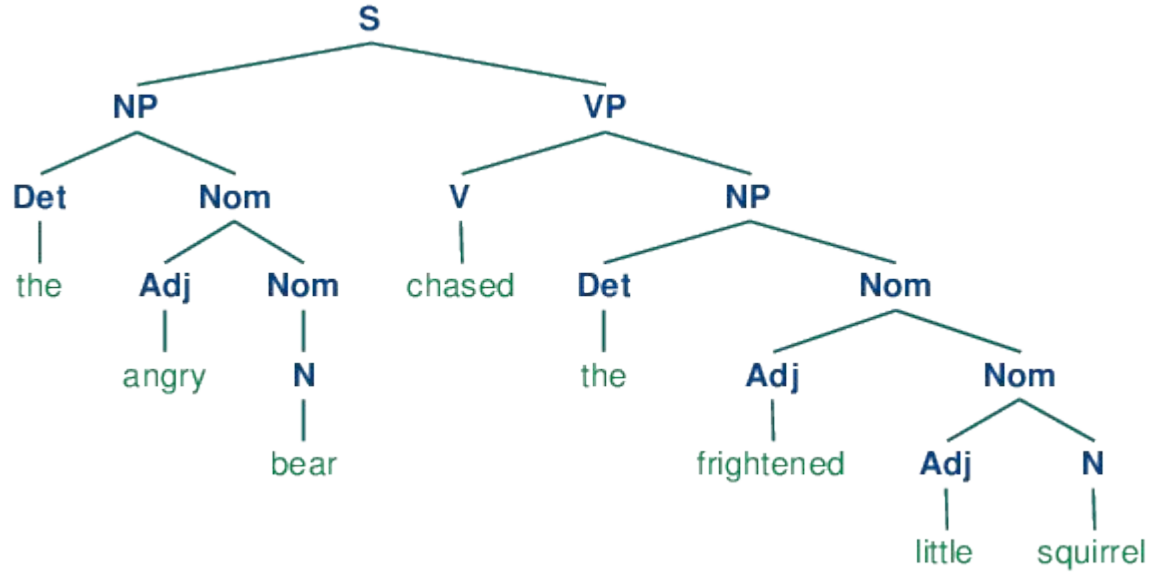 S
NP VP
Det Nom V NP
the Adj Nom chased Det Nom
angry N the Adj Nom
bear frightened Adj N
little squirrel